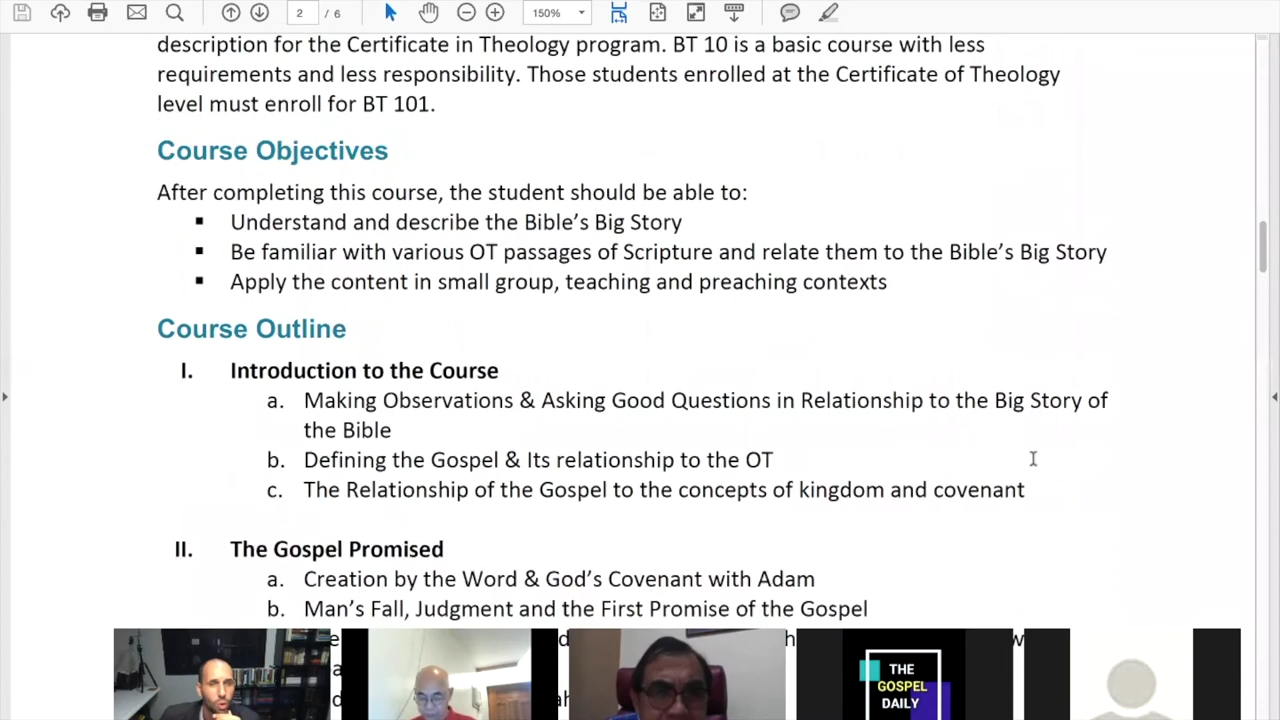 2 / 6 150%
description for the Certificate in Theology program. BT 10 is a basic course with less
requirements and less responsibility. Those students enrolled at the Certificate of Theology
level must enroll for BT 101.
Course Objectives
After completing this course, the student should be able to:
▪ Understand and describe the Bible’s Big Story
▪ Be familiar with various OT passages of Scripture and relate them to the Bible’s Big Story
▪ Apply the content in small group, teaching and preaching contexts
Course Outline
I. Introduction to the Course
a. Making Observations & Asking Good Questions in Relationship to the Big Story of
the Bible
b. Defining the Gospel & Its relationship to the OT
c. The Relationship of the Gospel to the concepts of kingdom and covenant
II. The Gospel Promised
a. Creation by the Word & God’s Covenant with Adam
b. Man’s Fall, Judgment and the First Promise of the Gospel
THE
GOSPEL
DAILY